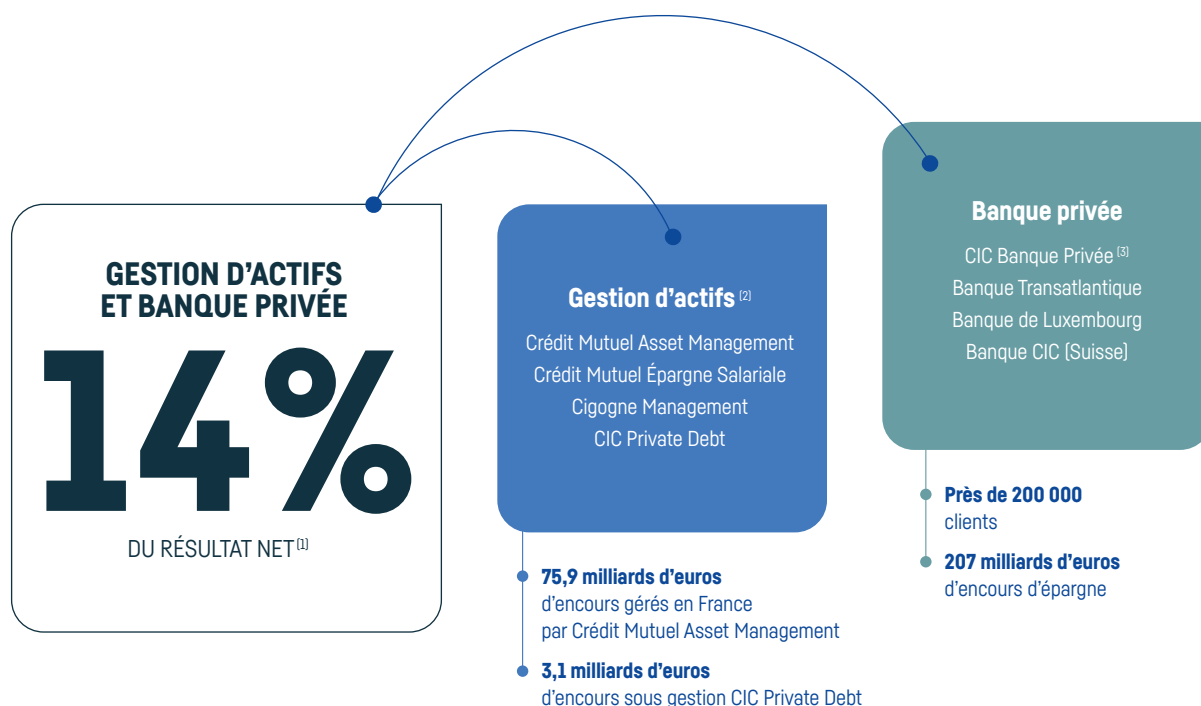 GESTION D’ACTIFS
ET BANQUE PRIVÉE
14%
DU RÉSULTAT NET(1)
Gestion d’actifs (2)
Crédit Mutuel Asset Management
Crédit Mutuel Épargne Salariale
Cigogne Management
CIC Private Debt
75,9 milliards d’euros
d’encours gérés en France
par Crédit Mutuel Asset Management
3,1 milliards d’euros
d’encours sous gestion CIC Private Debt
Banque privée
CIC Banque Privée (3)
Banque Transatlantique
Banque de Luxembourg
Banque CIC (Suisse)
Près de 200 000
clients
207 milliards d’euros
d’encours d’épargne